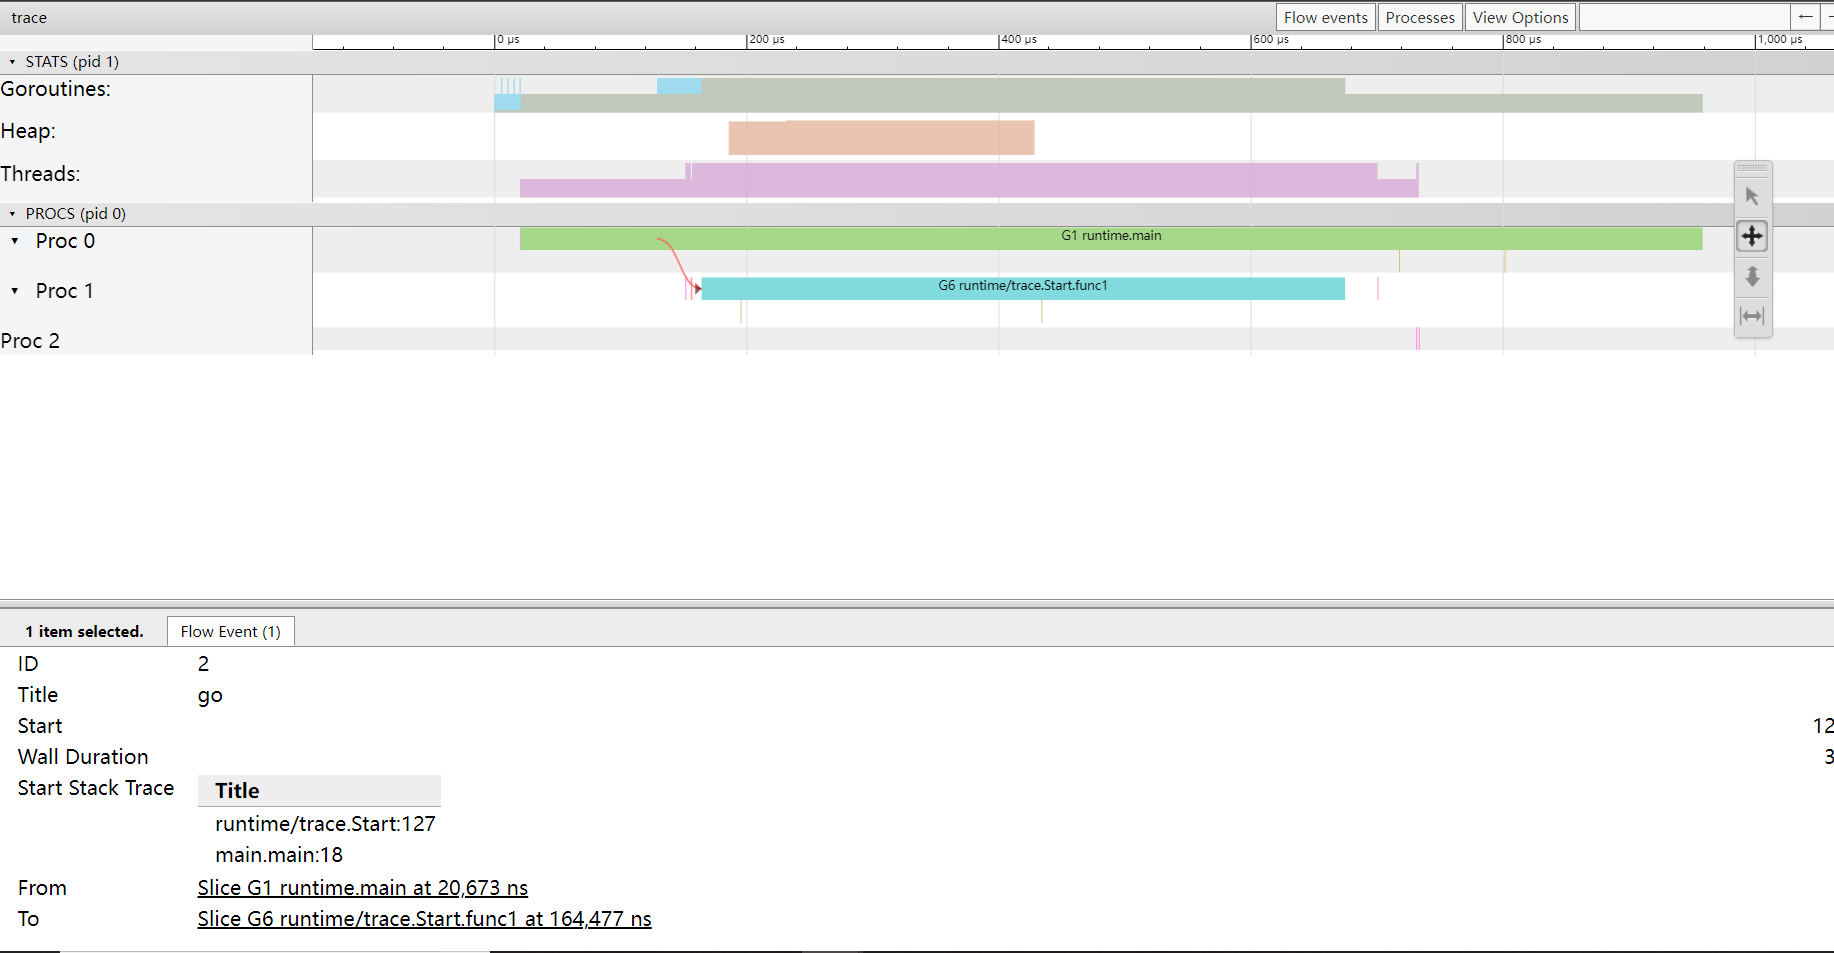 trace
Flow events Processes View Options ←
0 µs 200 µs 400 µs 600 µs 800 µs 1,000 µs
STATS (pid 1)
Goroutines:
Heap:
Threads:
PROCS (pid 0)
Proc 0
G1 runtime.main
Proc 1
G6 runtime/trace.Start.func1
Proc 2
1 item selected. Flow Event (1)
ID 2
Title go
Start 12
Wall Duration 3
Start Stack Trace Title
runtime/trace.Start:127
main.main:18
From Slice G1 runtime.main at 20,673 ns
To Slice G6 runtime/trace.Start.func1 at 164,477 ns